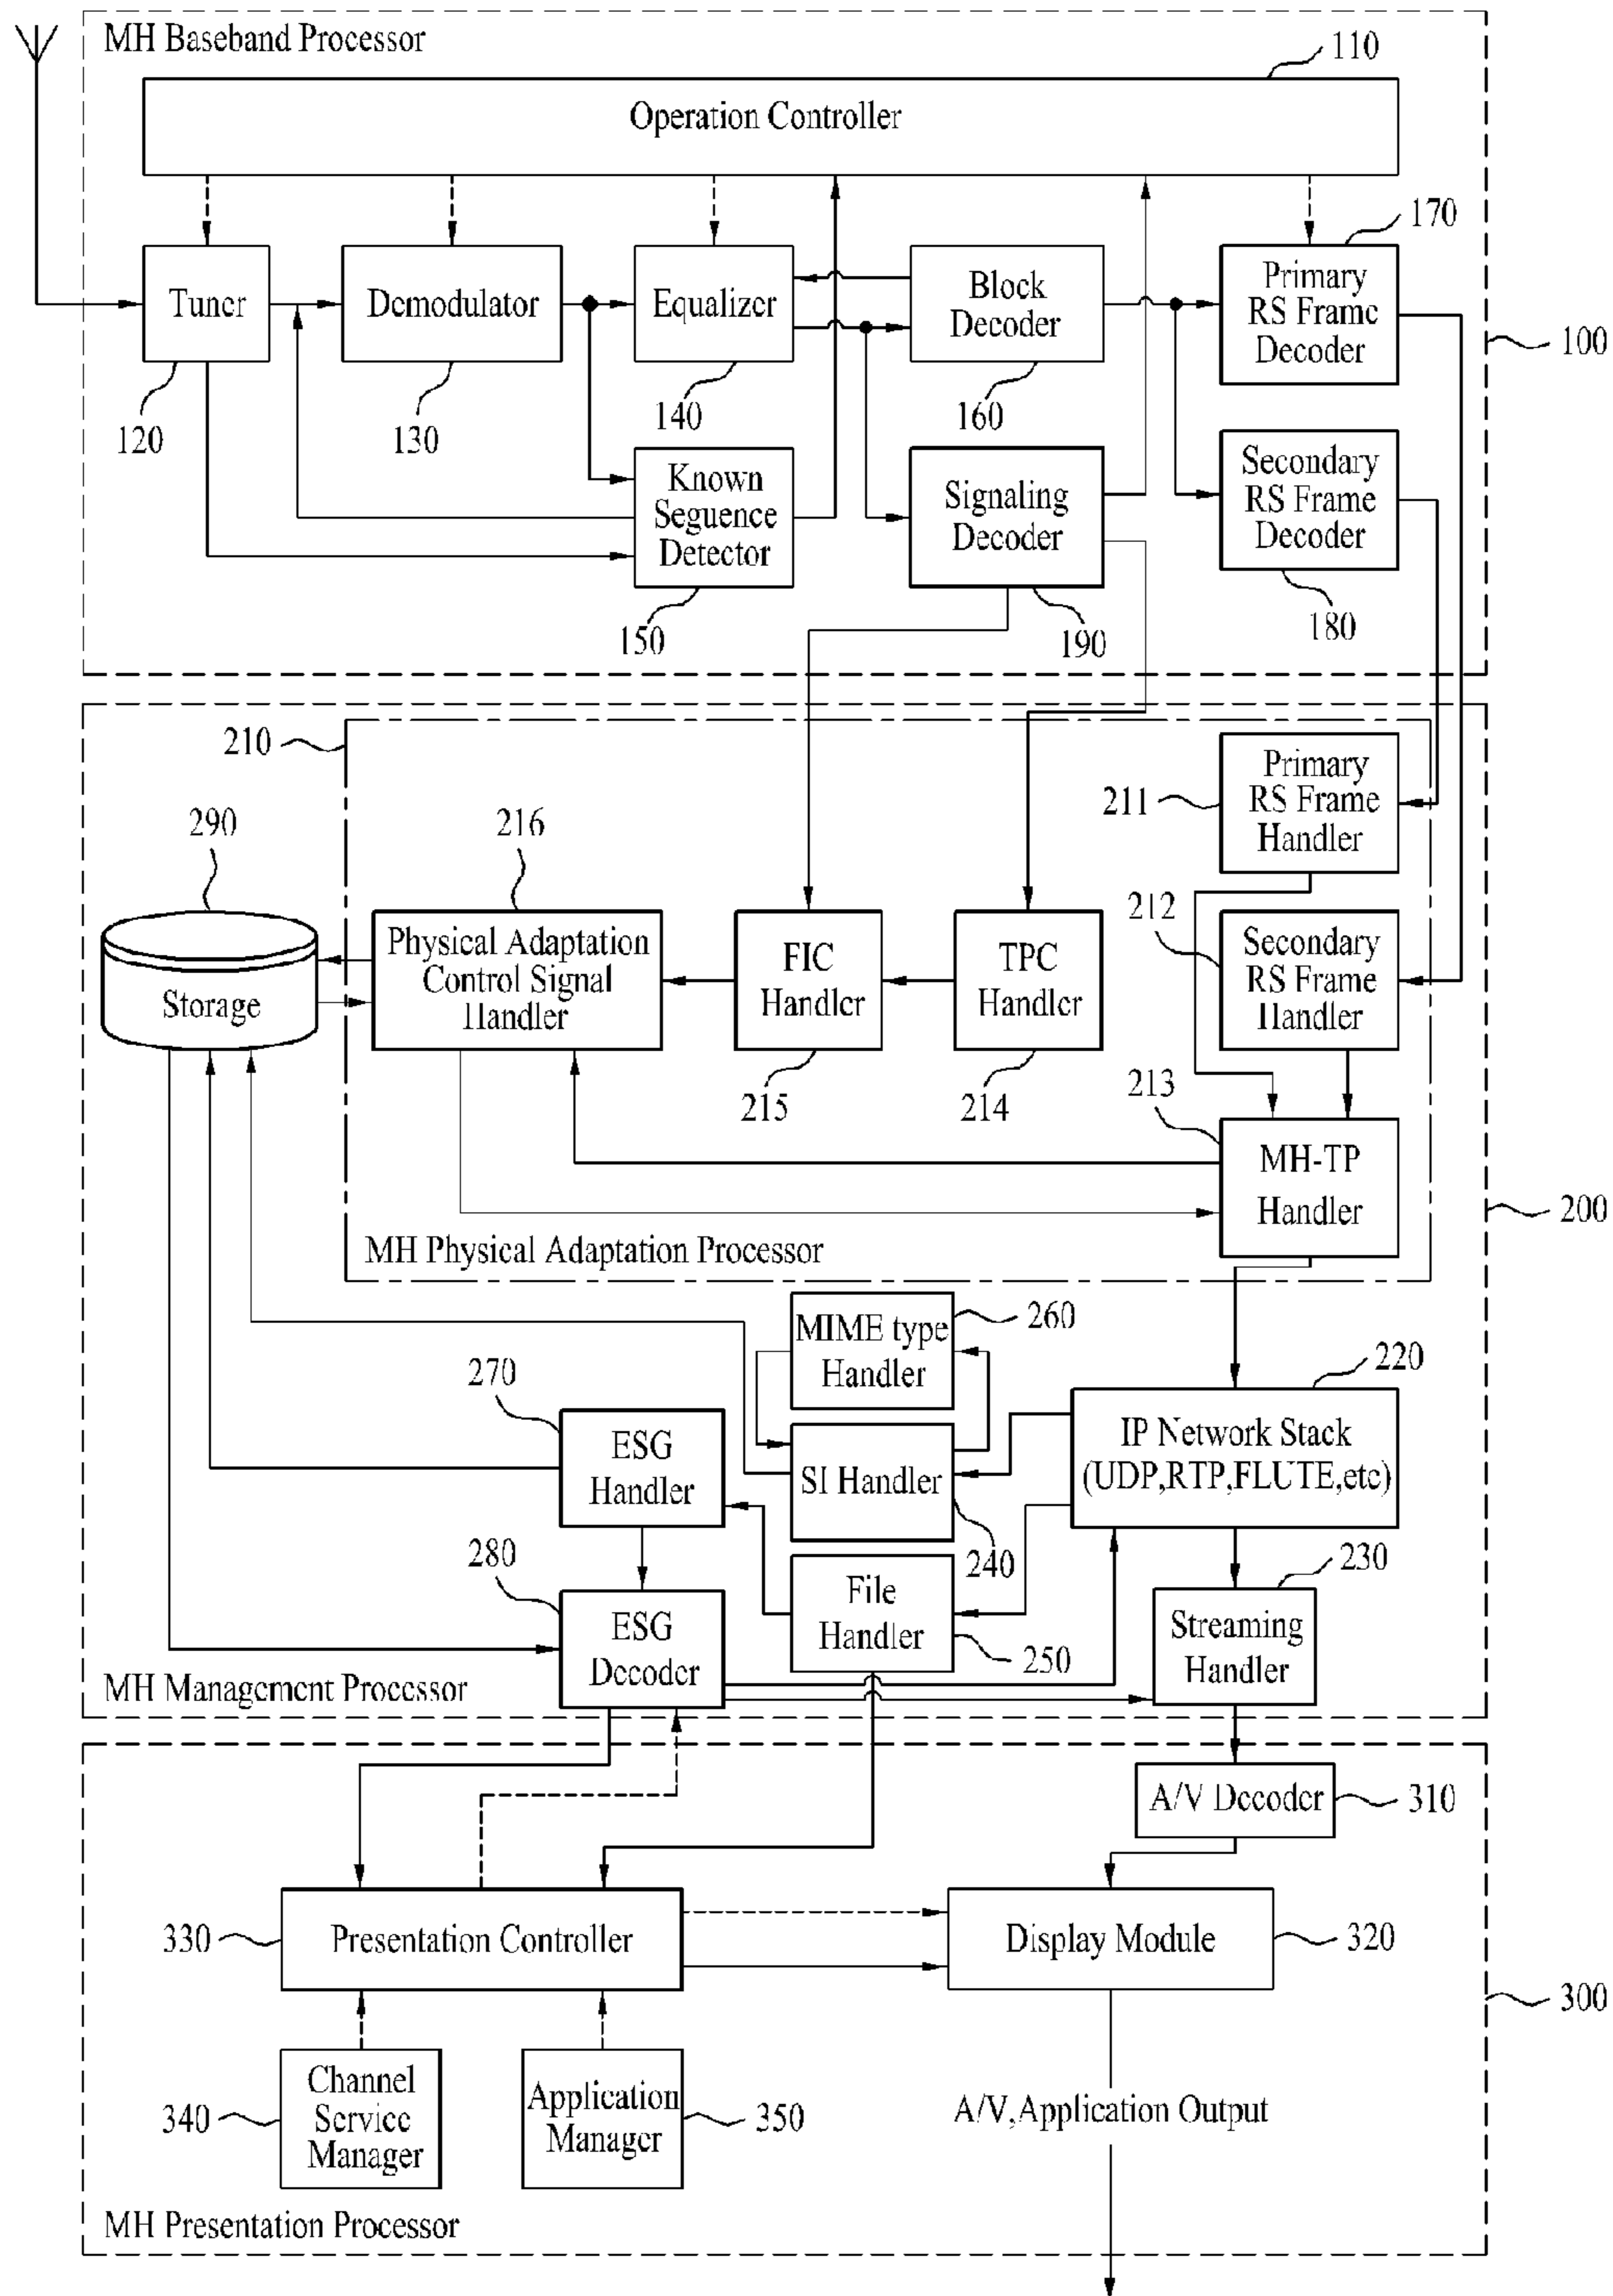 MH Baseband Processor
110
Operation Controller
170
Tuner
Demodulator
Equalizer
Block
Decoder
Primary
RS Frame
Decoder
100
120
130
140
160
Known
Seguence
Detector
Signaling
Decoder
Secondary
RS Frame
Decoder
150
190
180
210
Primary
RS Frame
Handler
211
290
216
212
Storage
Physical Adaptation
Control Signal
Handler
FIC
Handler
TPC
Handler
Secondary
RS Frame
Handler
215
214
213
MH-TP
Handler
200
MH Physical Adaptation Processor
MIME type
Handler
260
270
220
ESG
Handler
SI Handler
IP Network Stack
(UDP,RTP,FLUTE,etc)
280
240
230
ESG
Decoder
File
Handler
250
Streaming
Handler
MH Management Processor
A/V Decoder
310
330
Presentation Controller
Display Module
320
300
340
Channel
Service
Manager
Application
Manager
350
A/V,Application Output
MH Presentation Processor